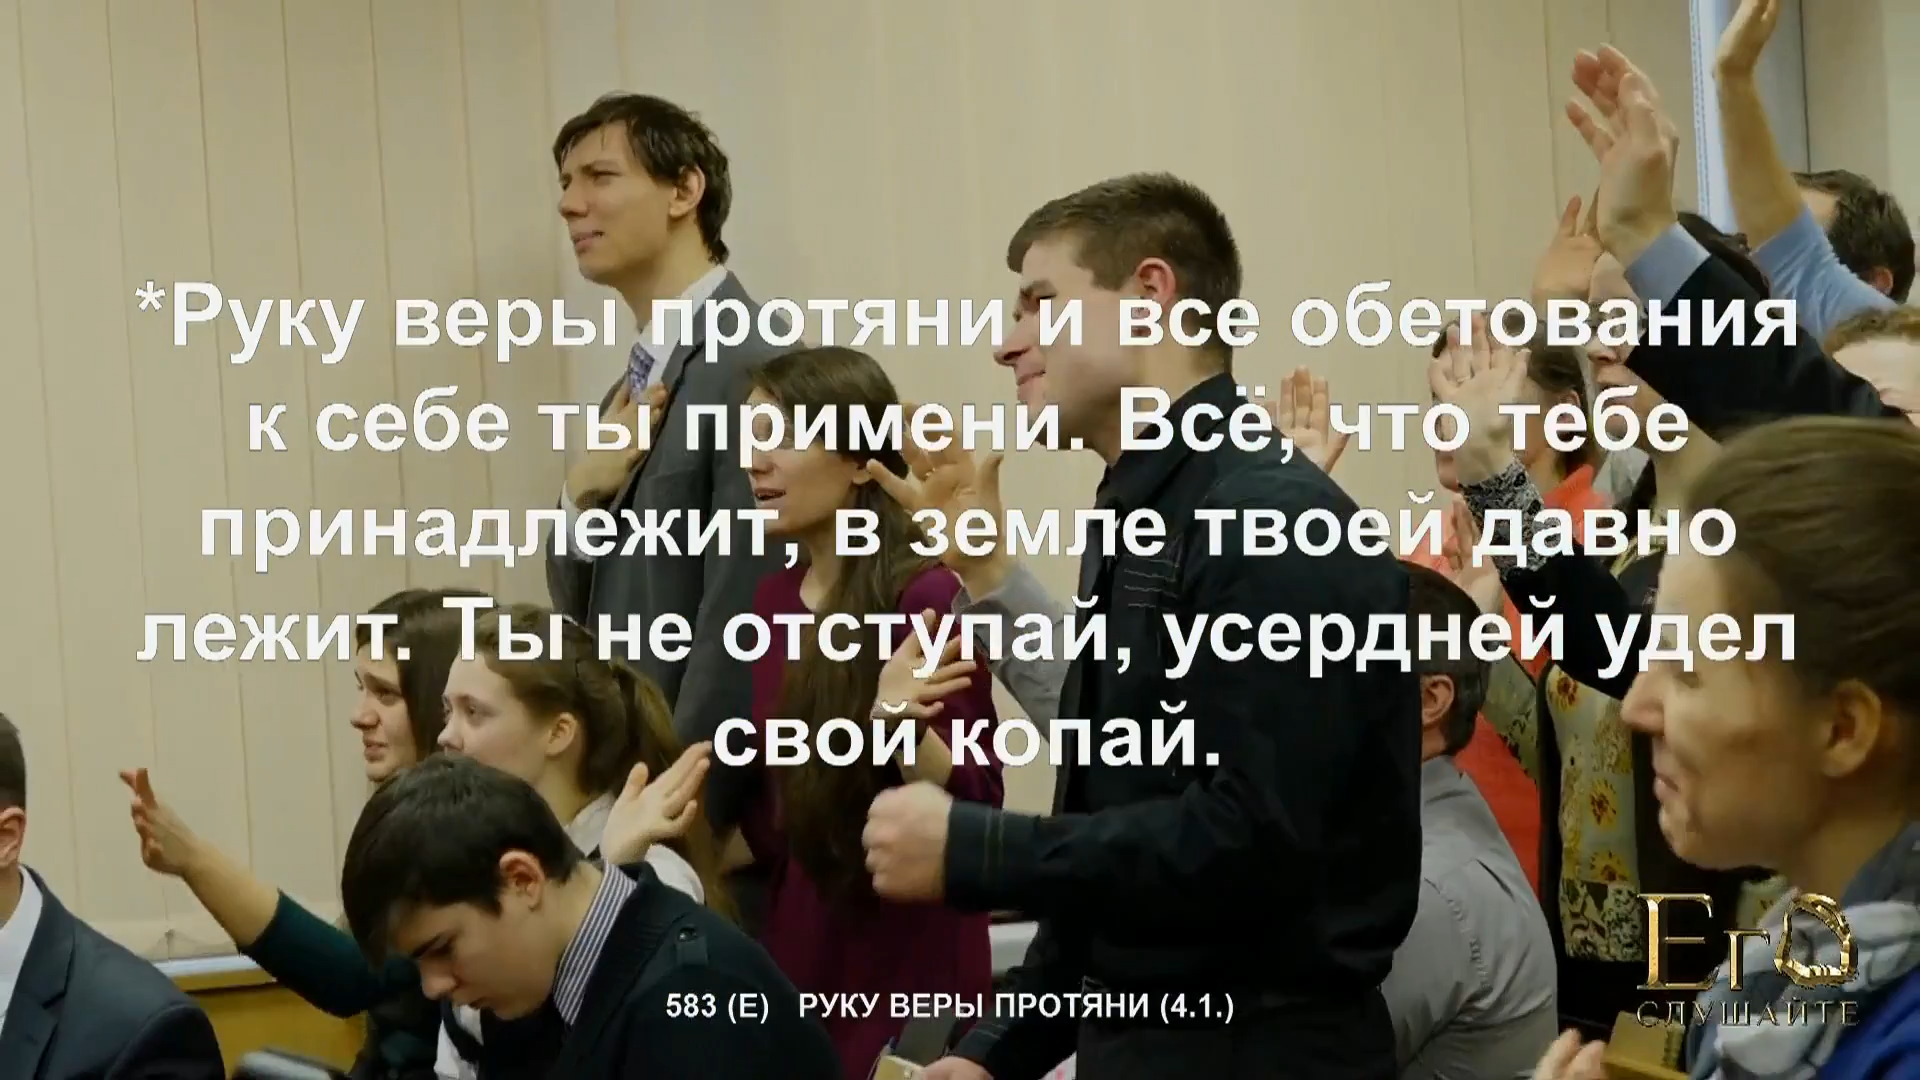 *Руку веры протяни и все обетования
к себе ты примени. Всё, что тебе
принадлежит, в земле твоей давно
лежит. Ты не отступай, усердней удел
свой копай.
583 (E) РУКУ ВЕРЫ ПРОТЯНИ (4.1.)
ЕгО
СЛУШАЙТЕ